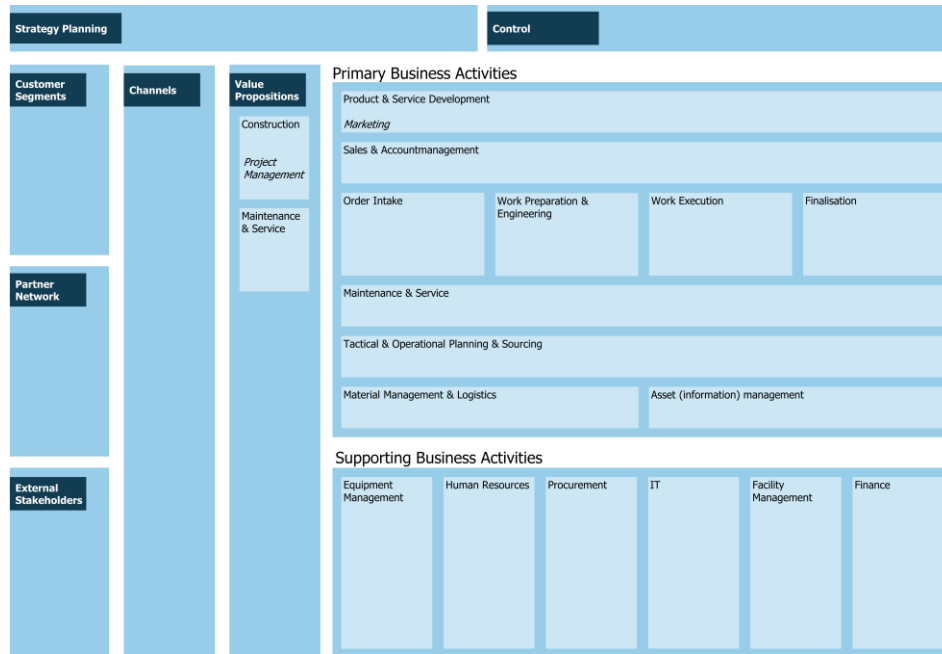 Strategy Planning
Control
Customer
Segments
Channels
Value
Propositions
Construction
Project
Management
Maintenance
& Service
Partner
Network
External
Stakeholders
Primary Business Activities
Product & Service Development
Marketing
Sales & Accountmanagement
Order Intake
Work Preparation &
Engineering
Work Execution
Finalisation
Maintenance & Service
Tactical & Operational Planning & Sourcing
Material Management & Logistics
Asset (information) management
Supporting Business Activities
Equipment
Management
Human Resources
Procurement
IT
Facility
Management
Finance